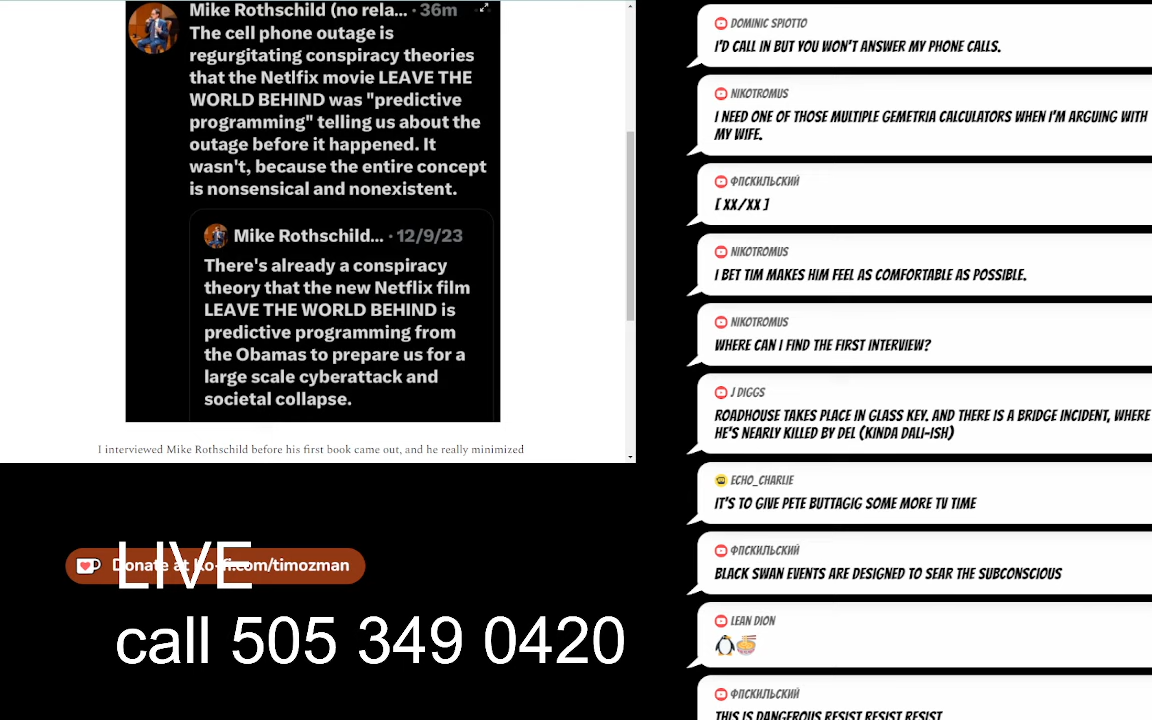 Mike Rothschild (no rela... · 36m
The cell phone outage is
regurgitating conspiracy theories
that the Netlfix movie LEAVE THE
WORLD BEHIND was "predictive
programming" telling us about the
outage before it happened. It
wasn't, because the entire concept
is nonsensical and nonexistent.
Mike Rothschild... · 12/9/23
There's already a conspiracy
theory that the new Netflix film
LEAVE THE WORLD BEHIND is
predictive programming from
the Obamas to prepare us for a
large scale cyberattack and
societal collapse.
I interviewed Mike Rothschild before his first book came out, and he really minimized
Donate at ko-fi.com/timozman
LIVE
call 505 349 0420
DOMINIC SPIOTTO
I'D CALL IN BUT YOU WON'T ANSWER MY PHONE CALLS.
NIKOTROMUS
I NEED ONE OF THOSE MULTIPLE GEMETRIA CALCULATORS WHEN I'M ARGUING WITH
MY WIFE.
ФПСКИЛЬСКИЙ
[ XX/XX ]
NIKOTROMUS
I BET TIM MAKES HIM FEEL AS COMFORTABLE AS POSSIBLE.
NIKOTROMUS
WHERE CAN I FIND THE FIRST INTERVIEW?
J DIGGS
ROADHOUSE TAKES PLACE IN GLASS KEY. AND THERE IS A BRIDGE INCIDENT, WHERE
HE'S NEARLY KILLED BY DEL (KINDA DALI-ISH)
ECHO_CHARLIE
IT'S TO GIVE PETE BUTTAGIG SOME MORE TV TIME
ФПСКИЛЬСКИЙ
BLACK SWAN EVENTS ARE DESIGNED TO SEAR THE SUBCONSCIOUS
LEAN DION
🐧🍜
ФПСКИЛЬСКИЙ
THIS IS DANGEROUS RESIST RESIST RESIST